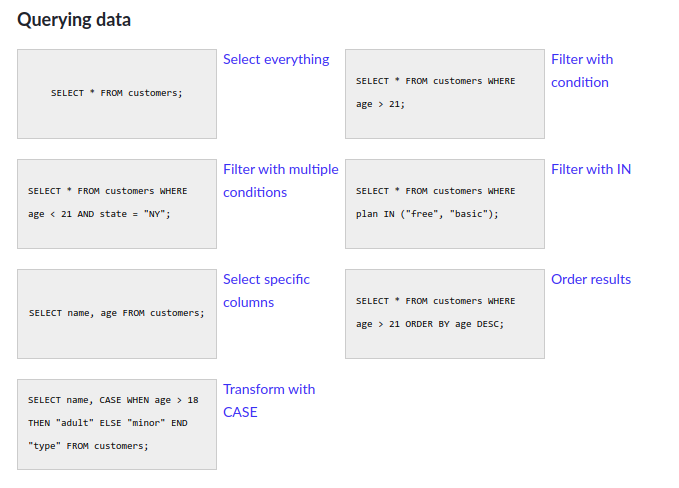 Querying data
SELECT * FROM customers;
Select everything
SELECT * FROM customers WHERE
age > 21;
Filter with
condition
SELECT * FROM customers WHERE
age < 21 AND state = "NY";
Filter with multiple
conditions
SELECT * FROM customers WHERE
plan IN ("free", "basic");
Filter with IN
SELECT name, age FROM customers;
Select specific
columns
SELECT * FROM customers WHERE
age > 21 ORDER BY age DESC;
Order results
SELECT name, CASE WHEN age > 18
THEN "adult" ELSE "minor" END
"type" FROM customers;
Transform with
CASE